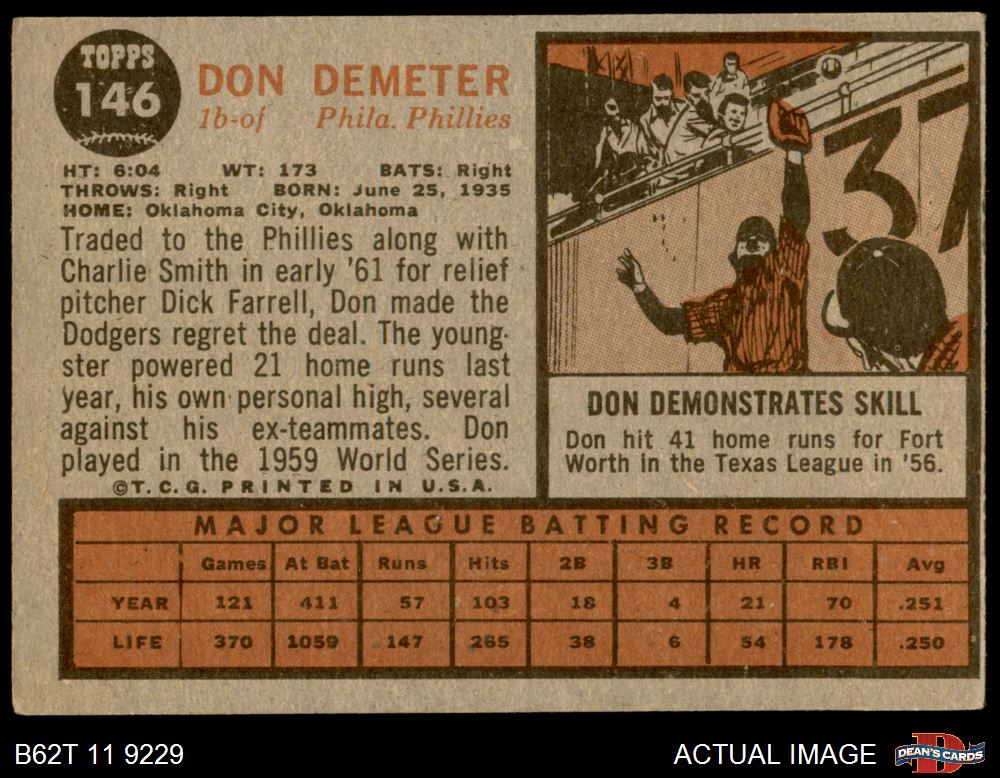 TOPPS
146
DON DEMETER
1b-of Phila. Phillies
HT: 6:04 WT: 173 BATS: Right
THROWS: Right BORN: June 25, 1935
HOME: Oklahoma City, Oklahoma
Traded to the Phillies along with
Charlie Smith in early '61 for relief
pitcher Dick Farrell, Don made the
Dodgers regret the deal. The young-
ster powered 21 home runs last
year, his own personal high, several
against his ex-teammates. Don
played in the 1959 World Series.
©T.C.G. PRINTED IN U.S.A.
37
DON DEMONSTRATES SKILL
Don hit 41 home runs for Fort
Worth in the Texas League in '56.
MAJOR LEAGUE BATTING RECORD
Games At Bat Runs Hits 2B 3B HR RBI Avg
YEAR 121 411 57 103 18 4 21 70 .251
LIFE 370 1059 147 265 38 6 54 178 .250
B62T 11 9229
ACTUAL IMAGE
D
DEAN'S CARDS